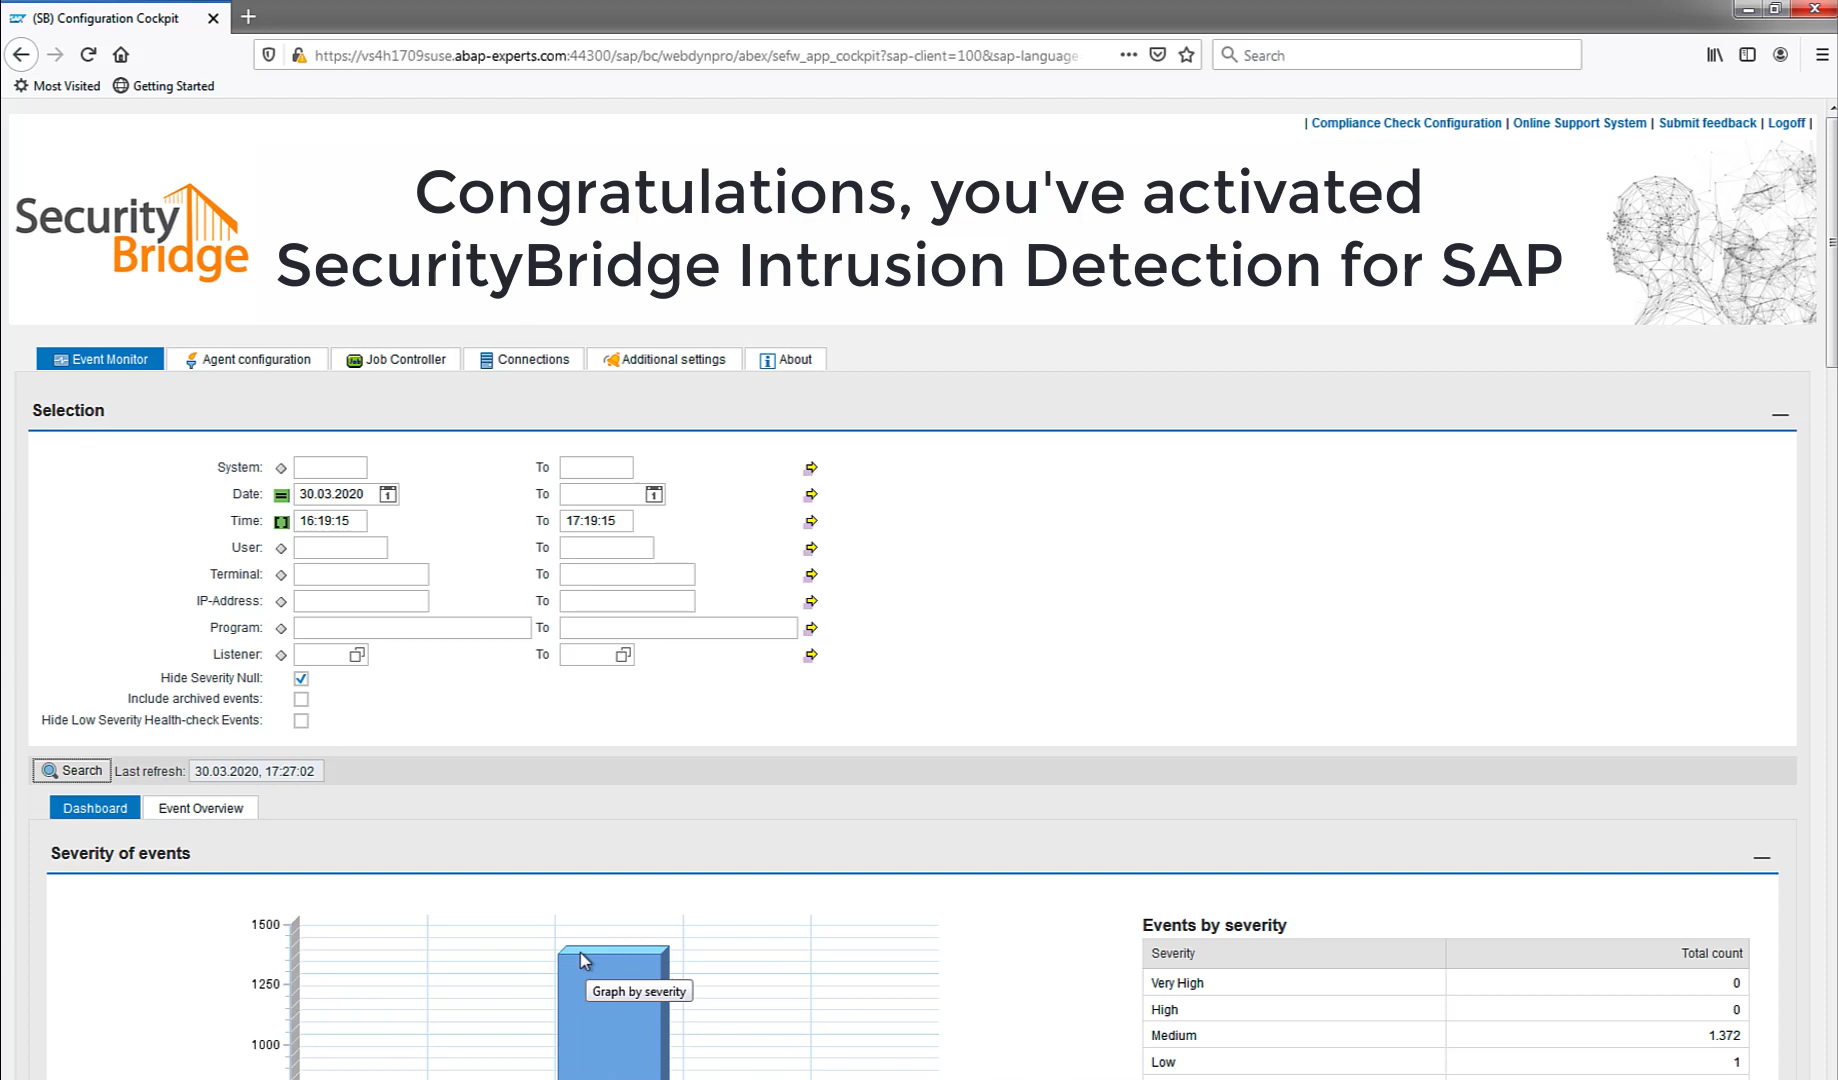 (SB) Configuration Cockpit
https://vs4h1709suse.abap-experts.com:44300/sap/bc/webdynpro/abex/sefw_app_cockpit?sap-client=100&sap-language
Search
Most Visited
Getting Started
| Compliance Check Configuration | Online Support System | Submit feedback | Logoff |
Security
Bridge
Congratulations, you've activated
SecurityBridge Intrusion Detection for SAP
Event Monitor
Agent configuration
Job Controller
Connections
Additional settings
About
Selection
System: To
Date: 30.03.2020 To
Time: 16:19:15 To 17:19:15
User: To
Terminal: To
IP-Address: To
Program: To
Listener: To
Hide Severity Null:
Include archived events:
Hide Low Severity Health-check Events:
Search Last refresh: 30.03.2020, 17:27:02
Dashboard
Event Overview
Severity of events
1500
1250
1000
Graph by severity
Events by severity
Severity Total count
Very High 0
High 0
Medium 1.372
Low 1